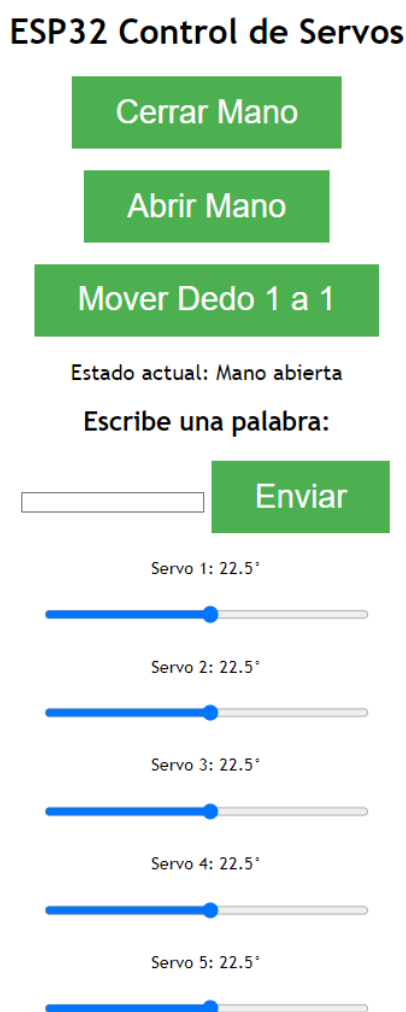 ESP32 Control de Servos
Cerrar Mano
Abrir Mano
Mover Dedo 1 a 1
Estado actual: Mano abierta
Escribe una palabra:
Enviar
Servo 1: 22.5°
Servo 2: 22.5°
Servo 3: 22.5°
Servo 4: 22.5°
Servo 5: 22.5°